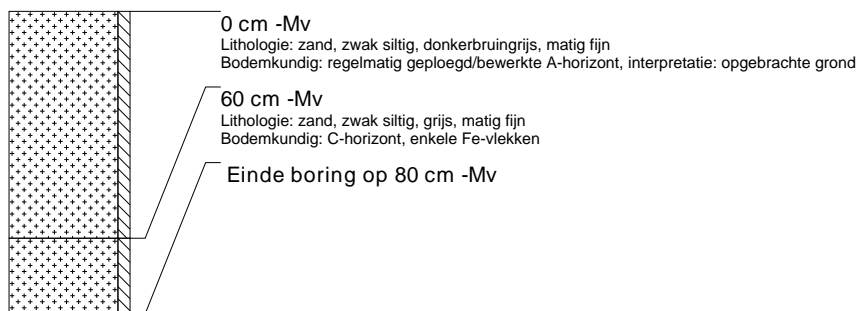 0 cm -Mv
Lithologie: zand, zwak siltig, donkerbruingrijs, matig fijn
Bodemkundig: regelmatig geploegd/bewerkte A-horizont, interpretatie: opgebrachte grond
60 cm -Mv
Lithologie: zand, zwak siltig, grijs, matig fijn
Bodemkundig: C-horizont, enkele Fe-vlekken
Einde boring op 80 cm -Mv